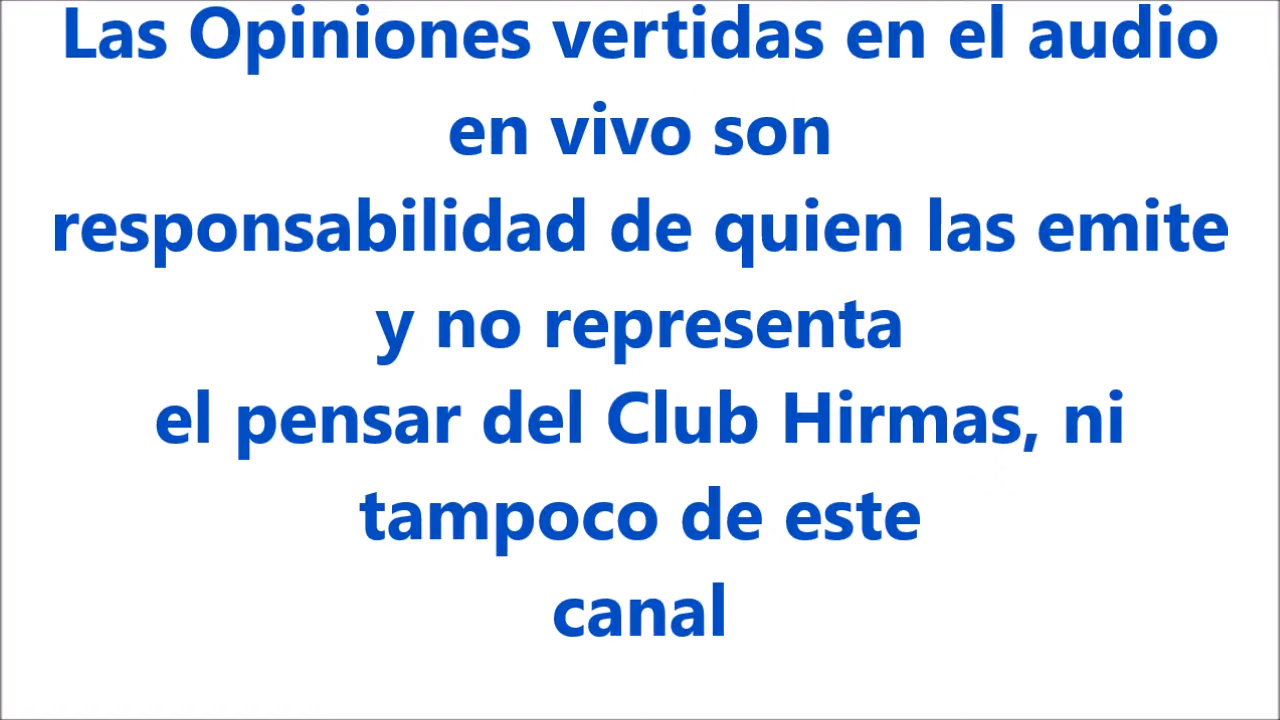 Las Opiniones vertidas en el audio
en vivo son
responsabilidad de quien las emite
y no representa
el pensar del Club Hirmas, ni
tampoco de este
canal